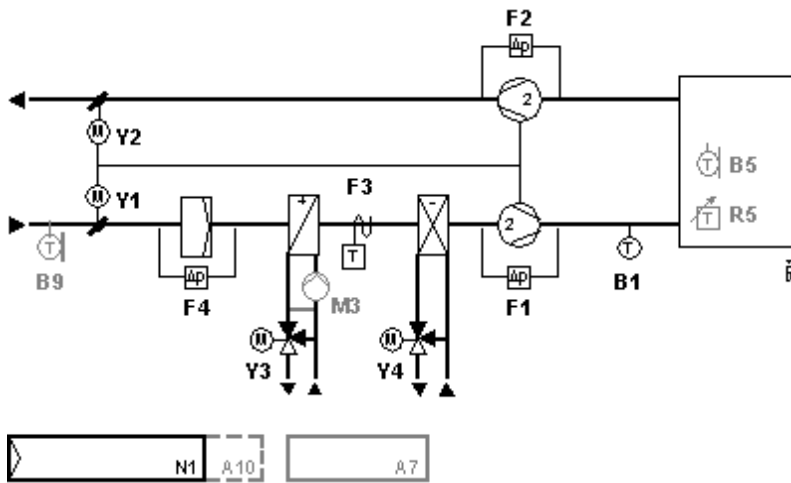 F2
Δp
2
M Y2
M Y1
F3
+
-
2
T B5
T R5
T
B9
Δp
F4
T
M3
Δp
F1
T
B1
M
Y3
M
Y4
N1
A10
A7